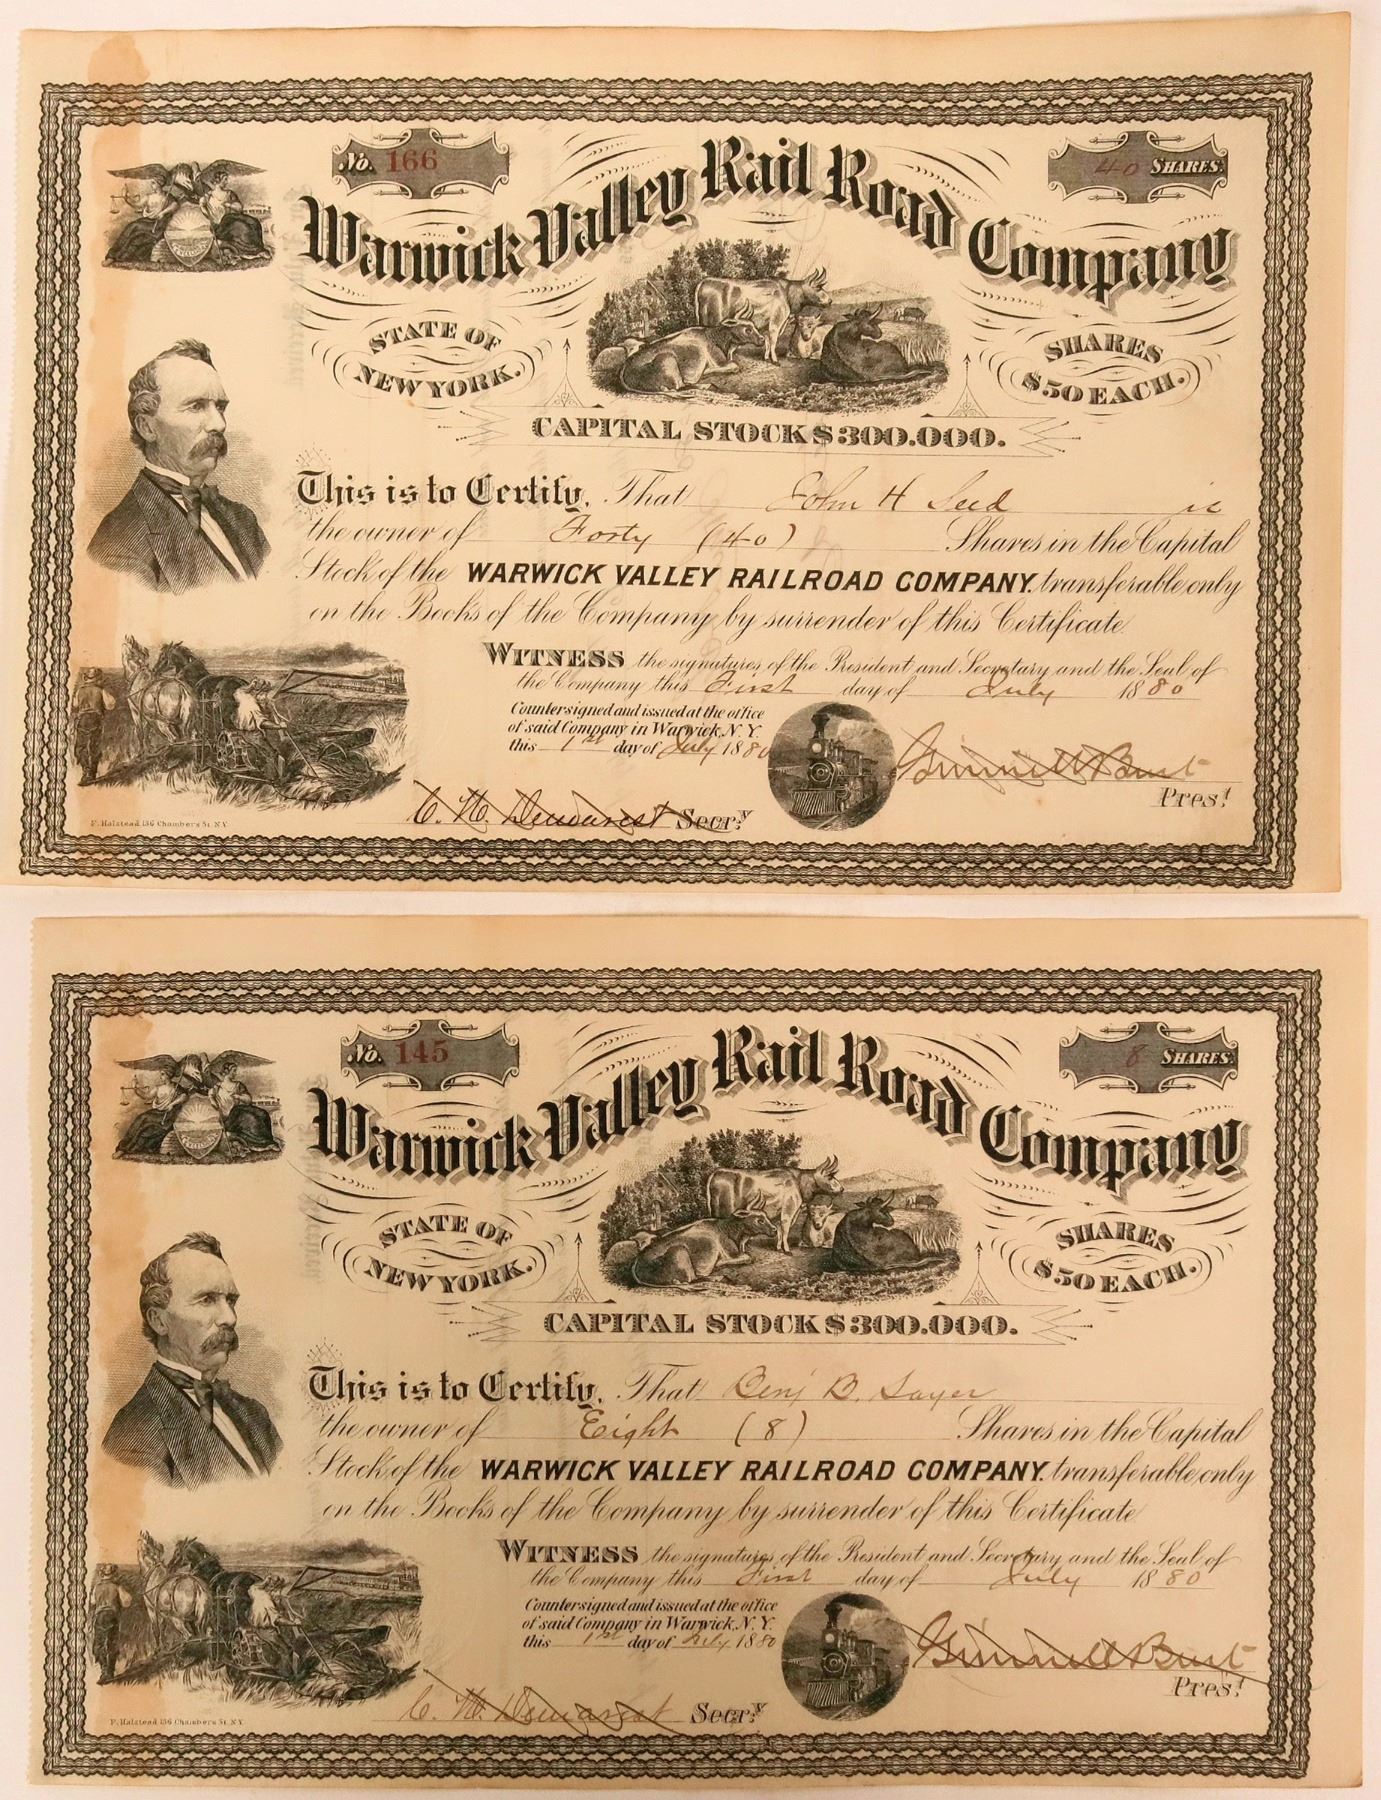 No. 166
40 SHARES.
Warwick Valley Rail Road Company
STATE OF NEW YORK.
SHARES $50 EACH.
CAPITAL STOCK $300.000.
This is to Certify, That John H Seed is
the owner of Forty (40) Shares in the Capital
Stock of the WARWICK VALLEY RAILROAD COMPANY. transferable only
on the Books of the Company by surrender of this Certificate.
WITNESS the signatures of the President and Secretary and the Seal of
the Company this First day of July 1880
Countersigned and issued at the office
of said Company in Warwick, N.Y.
this 1st day of July 1880
Grinnell Burt
Prest
C. H. Demarest Secry
F. Halstead 136 Chambers St. N.Y.
No. 145
8 SHARES.
Warwick Valley Rail Road Company
STATE OF NEW YORK.
SHARES $50 EACH.
CAPITAL STOCK $300.000.
This is to Certify, That Benj B. Sayer
the owner of Eight (8) Shares in the Capital
Stock of the WARWICK VALLEY RAILROAD COMPANY. transferable only
on the Books of the Company by surrender of this Certificate
WITNESS the signatures of the President and Secretary and the Seal of
the Company this First day of July 1880
Countersigned and issued at the office
of said Company in Warwick, N.Y.
this 1st day of July 1880
Grinnell Burt
Prest
C. H. Demarest Secry
F. Halstead 136 Chambers St. N.Y.